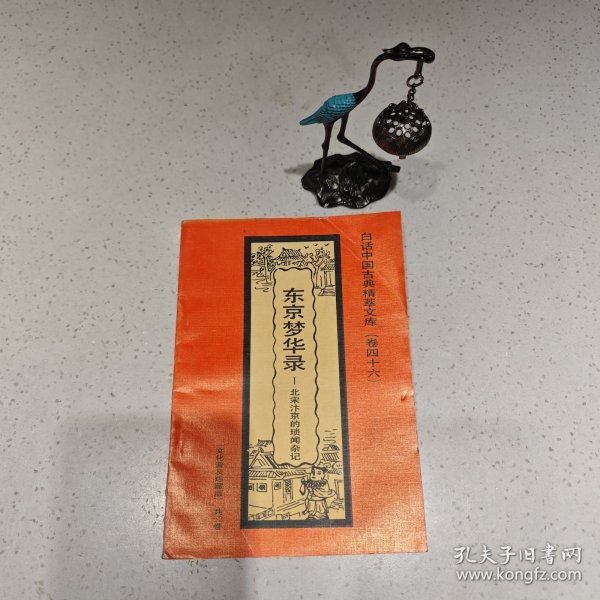 白话中国古典精萃文库（卷四十六）
东京梦华录
—北宋汴京的琐闻杂记
孔夫子旧书网
www.kongfz.com